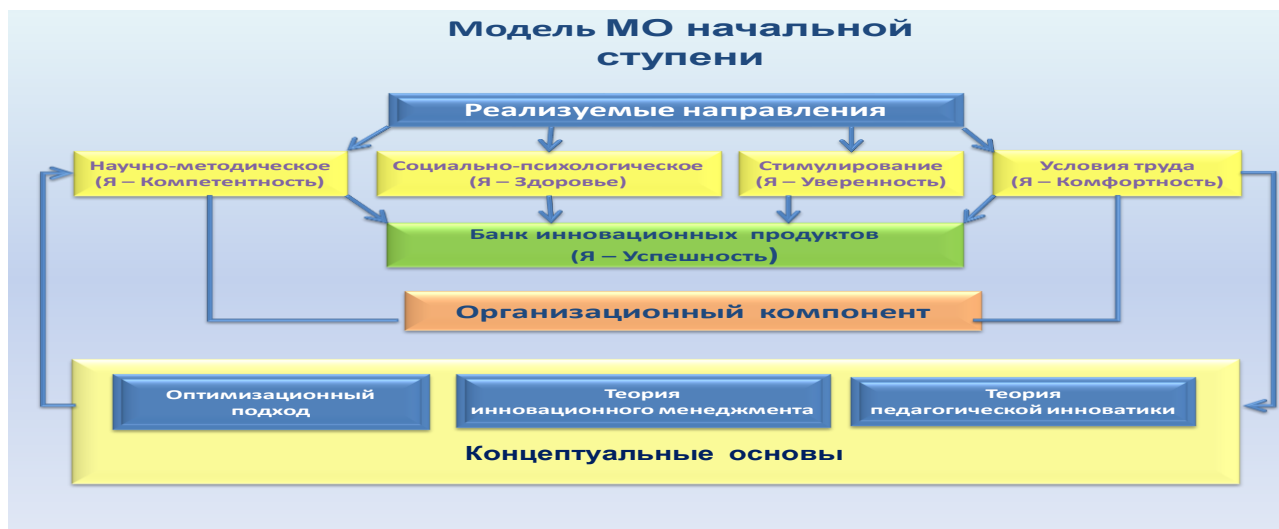 Модель МО начальной
ступени
Реализуемые направления
Научно-методическое
(Я – Компетентность)
Социально-психологическое
(Я – Здоровье)
Стимулирование
(Я – Уверенность)
Условия труда
(Я – Комфортность)
Банк инновационных продуктов
(Я – Успешность)
Организационный компонент
Оптимизационный
подход
Теория
инновационного менеджмента
Теория
педагогической инноватики
Концептуальные основы